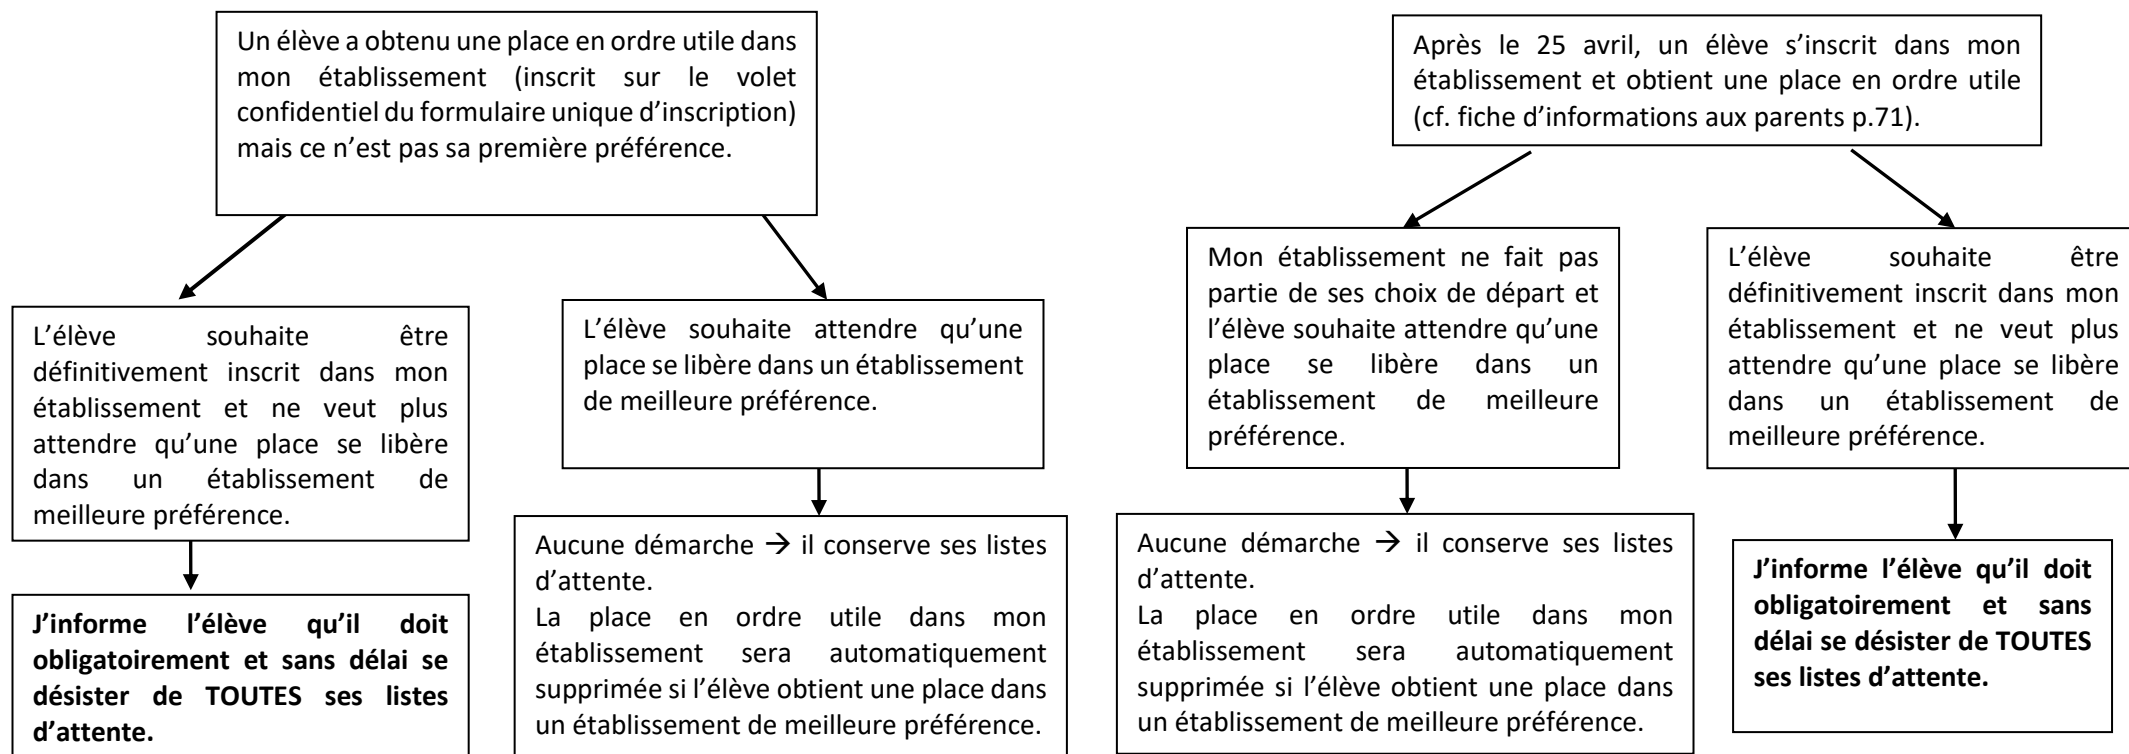 Un élève a obtenu une place en ordre utile dans
mon établissement (inscrit sur le volet
confidentiel du formulaire unique d’inscription)
mais ce n’est pas sa première préférence.
L’élève souhaite être
définitivement inscrit dans mon
établissement et ne veut plus
attendre qu’une place se libère
dans un établissement de
meilleure préférence.
J’informe l’élève qu’il doit
obligatoirement et sans délai se
désister de TOUTES ses listes
d’attente.
L’élève souhaite attendre qu’une
place se libère dans un établissement
de meilleure préférence.
Aucune démarche → il conserve ses listes
d’attente.
La place en ordre utile dans mon
établissement sera automatiquement
supprimée si l’élève obtient une place dans
un établissement de meilleure préférence.
Après le 25 avril, un élève s’inscrit dans mon
établissement et obtient une place en ordre utile
(cf. fiche d’informations aux parents p.71).
Mon établissement ne fait pas
partie de ses choix de départ et
l’élève souhaite attendre qu’une
place se libère dans un
établissement de meilleure
préférence.
Aucune démarche → il conserve ses listes
d’attente.
La place en ordre utile dans mon
établissement sera automatiquement
supprimée si l’élève obtient une place dans
un établissement de meilleure préférence.
L’élève souhaite être
définitivement inscrit dans mon
établissement et ne veut plus
attendre qu’une place se libère
dans un établissement de
meilleure préférence.
J’informe l’élève qu’il doit
obligatoirement et sans
délai se désister de TOUTES
ses listes d’attente.